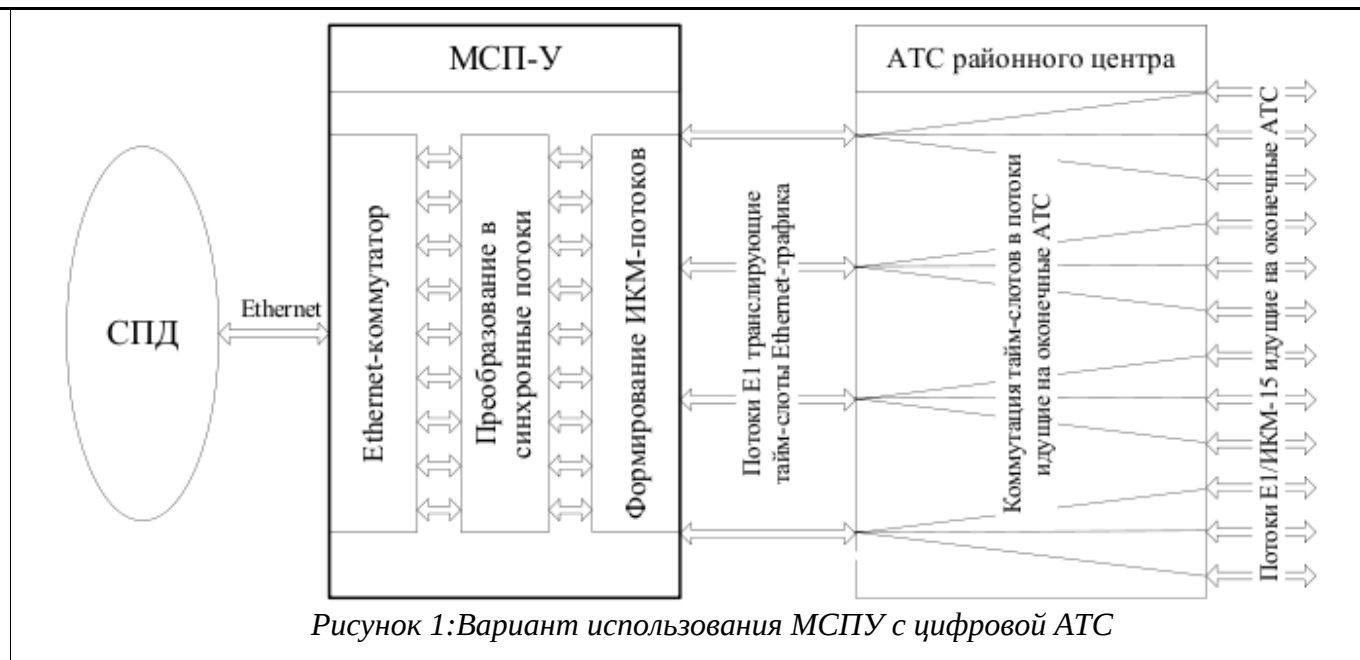 МСП-У
АТС районного центра
СПД
Ethernet
Ethernet-коммутатор
Преобразование в
синхронные потоки
Формирование ИКМ-потоков
Потоки Е1 транслирующие
тайм-слоты Ethernet-трафика
Коммутация тайм-слотов в потоки
идущие на оконечные АТС
Потоки Е1/ИКМ-15 идущие на оконечные АТС
Рисунок 1:Вариант использования МСПУ с цифровой АТС